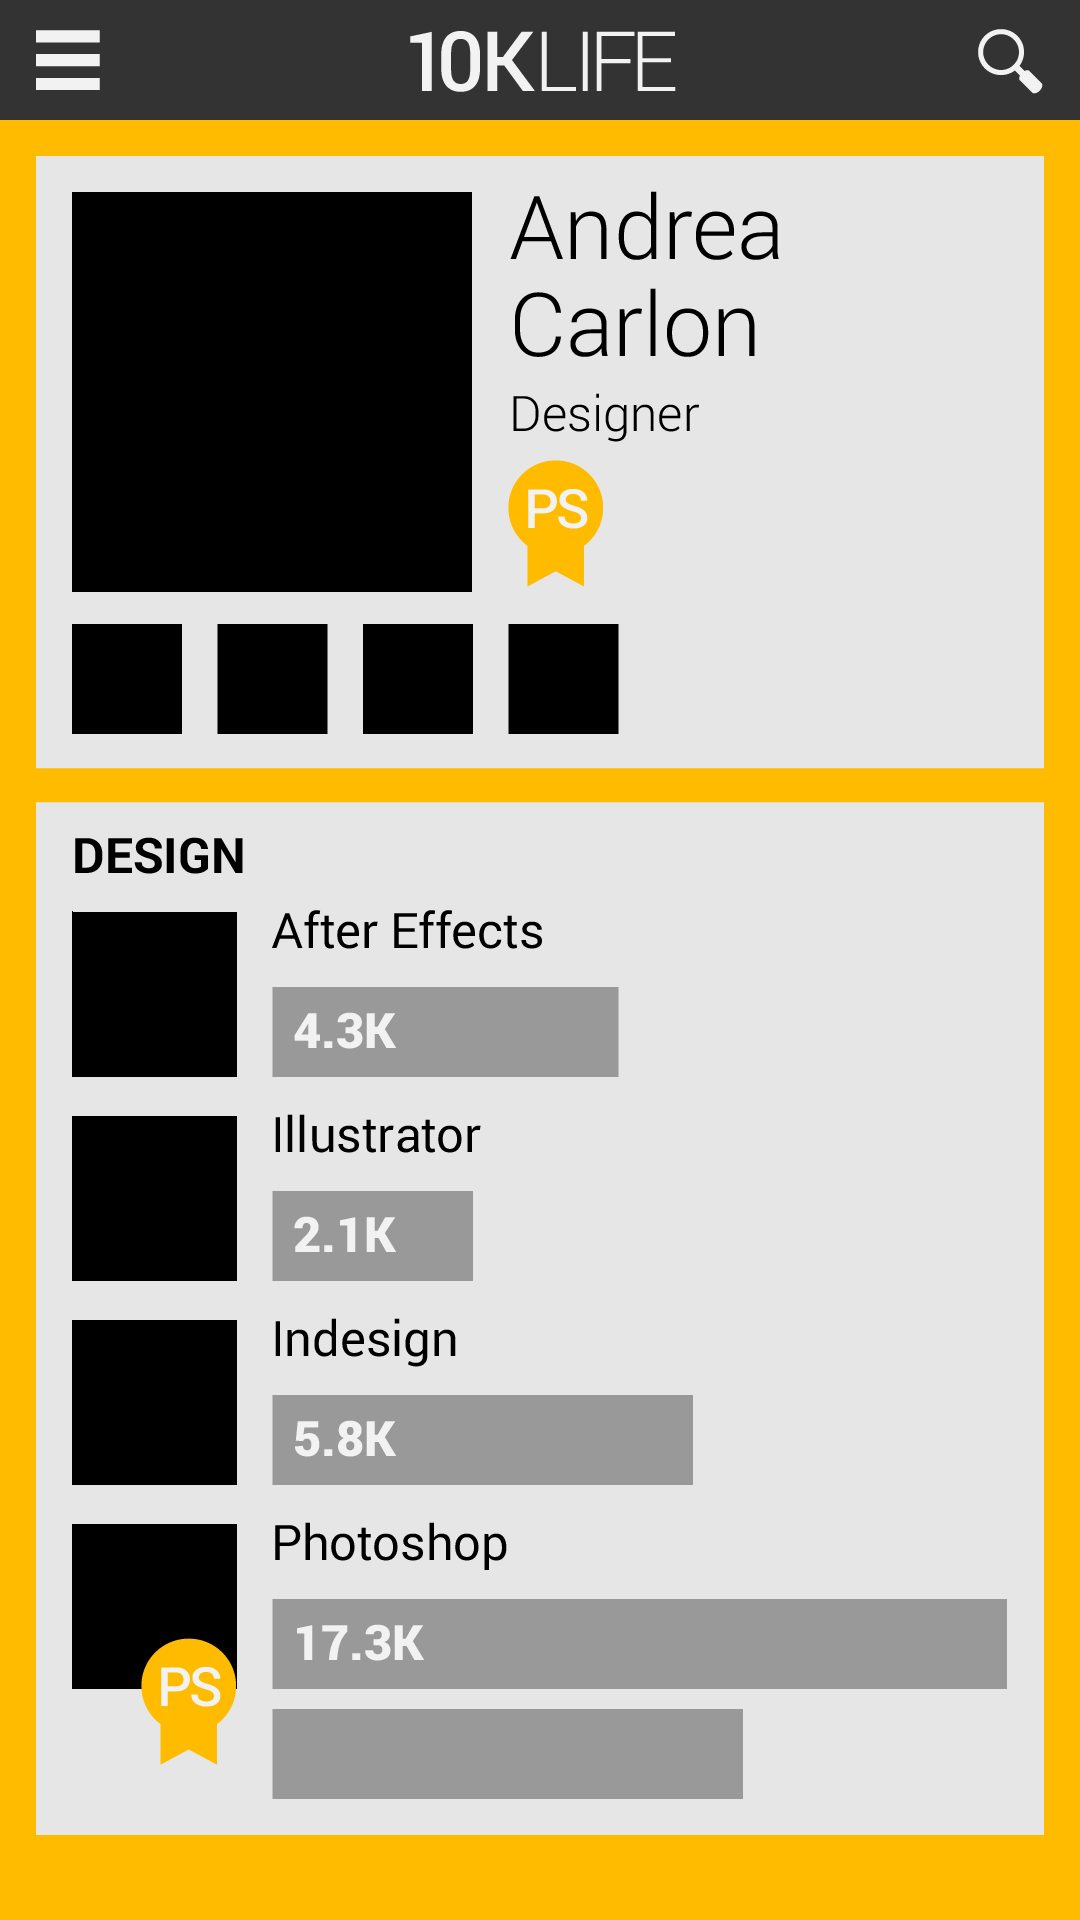 10KLIFE
Andrea
Carlon
Designer
PS
DESIGN
After Effects
4.3K
Illustrator
2.1K
Indesign
5.8K
Photoshop
17.3K
PS